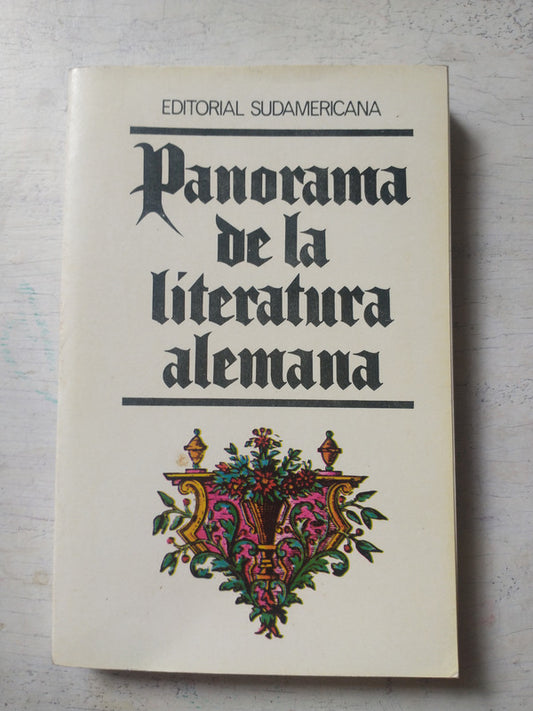 EDITORIAL SUDAMERICANA
Panorama
de la
literatura
alemana